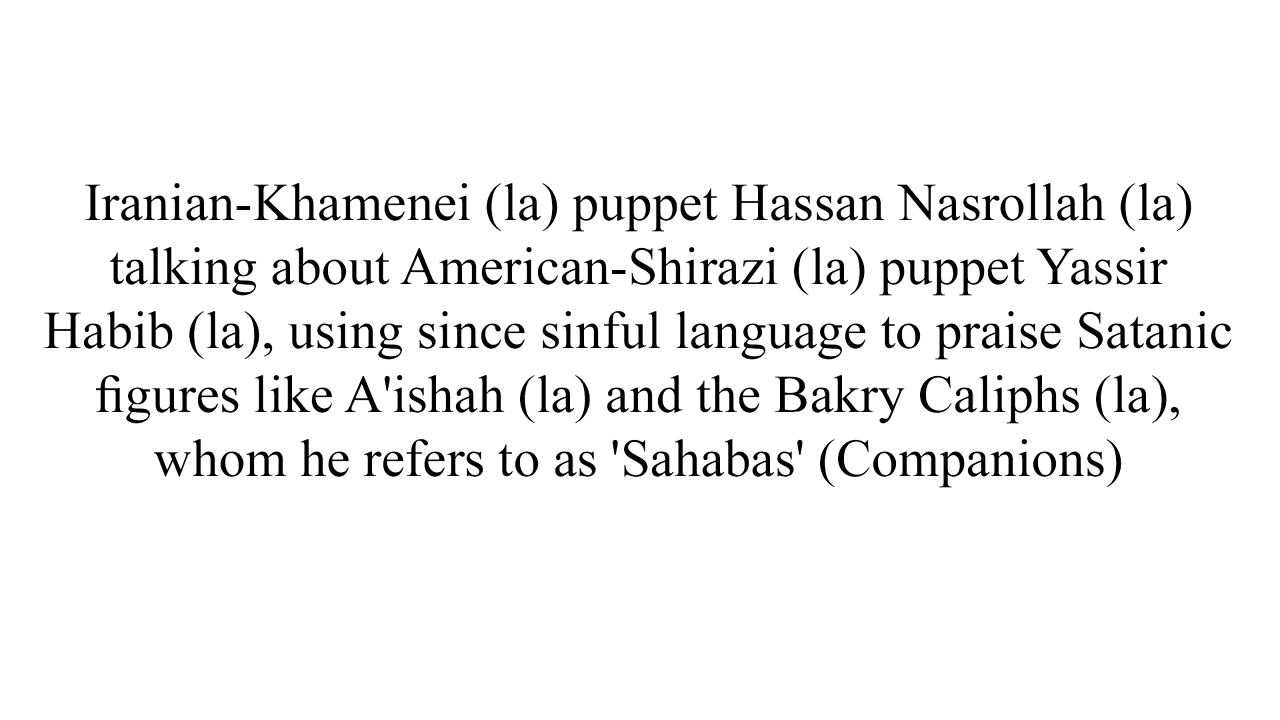 Iranian-Khamenei (la) puppet Hassan Nasrollah (la)
talking about American-Shirazi (la) puppet Yassir
Habib (la), using since sinful language to praise Satanic
figures like A'ishah (la) and the Bakry Caliphs (la),
whom he refers to as 'Sahabas' (Companions)